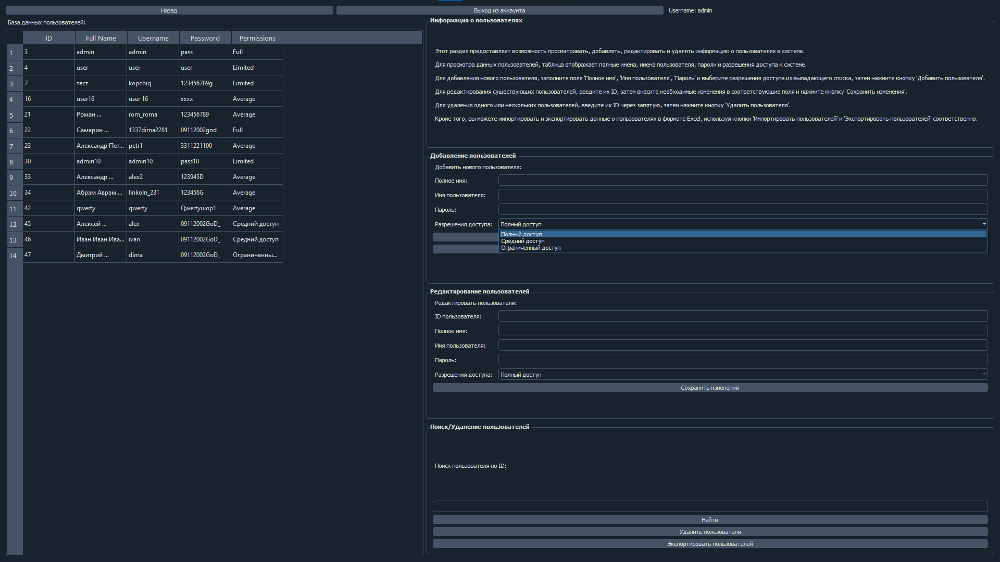 Назад
Выход из аккаунта
Username: admin
База данных пользователей:
ID Full Name Username Password Permissions
1 3 admin admin pass Full
2 4 user user user Limited
3 7 тест kopchiq 123456789g Limited
4 16 user16 user 16 xxxx Average
5 21 Роман ... rom_roma 123456789 Average
6 22 Самарин ... 1337dima2281 09112002god Full
7 23 Александр Пет... petr1 3311221100 Average
8 30 admin10 admin10 pass10 Limited
9 33 Александр ... alex2 123945D Average
10 34 Абрам Аврам ... linkoln_231 123456G Average
11 42 qwerty qwerty Qwertyuiop1 Average
12 45 Алексей ... alex 09112002GoD_ Средний доступ
13 46 Иван Иван Ива... ivan 09112002GoD_ Средний доступ
14 47 Дмитрий ... dima 09112002GoD_ Ограниченны...
Информация о пользователях
Этот раздел предоставляет возможность просматривать, добавлять, редактировать и удалять информацию о пользователях в системе.
Для просмотра данных пользователей, таблица отображает полные имена, имена пользователя, пароли и разрешения доступа к системе.
Для добавления нового пользователя, заполните поля 'Полное имя', 'Имя пользователя', 'Пароль' и выберите разрешения доступа из выпадающего списка, затем нажмите кнопку 'Добавить пользователя'.
Для редактирования существующих пользователей, введите их ID, затем внесите необходимые изменения в соответствующие поля и нажмите кнопку 'Сохранить изменения'.
Для удаления одного или нескольких пользователей, введите их ID через запятую, затем нажмите кнопку 'Удалить пользователя'.
Кроме того, вы можете импортировать и экспортировать данные о пользователях в формате Excel, используя кнопки 'Импортировать пользователей' и 'Экспортировать пользователей' соответственно.
Добавление пользователей
Добавить нового пользователя:
Полное имя:
Имя пользователя:
Пароль:
Разрешения доступа: Полный доступ
Полный доступ
Средний доступ
Ограниченный доступ
Редактирование пользователей
Редактировать пользователя:
ID пользователя:
Полное имя:
Имя пользователя:
Пароль:
Разрешения доступа: Полный доступ
Сохранить изменения
Поиск/Удаление пользователей
Поиск пользователя по ID:
Найти
Удалить пользователя
Экспортировать пользователей